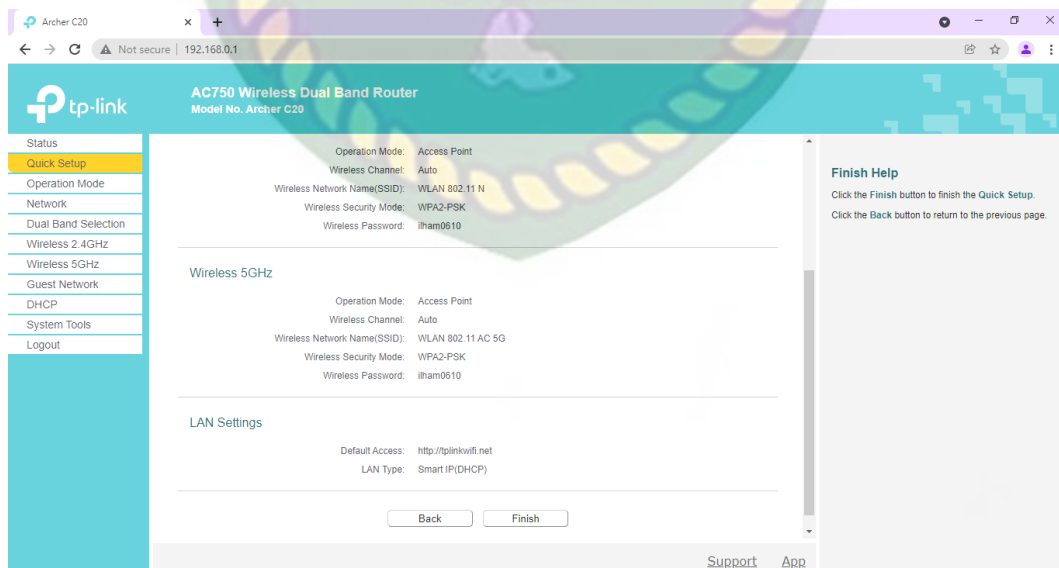 Archer C20
Not secure | 192.168.0.1
tp-link
AC750 Wireless Dual Band Router
Model No. Archer C20
Status
Quick Setup
Operation Mode
Network
Dual Band Selection
Wireless 2.4GHz
Wireless 5GHz
Guest Network
DHCP
System Tools
Logout
Operation Mode: Access Point
Wireless Channel: Auto
Wireless Network Name(SSID): WLAN 802.11 N
Wireless Security Mode: WPA2-PSK
Wireless Password: ilham0610
Wireless 5GHz
Operation Mode: Access Point
Wireless Channel: Auto
Wireless Network Name(SSID): WLAN 802.11 AC 5G
Wireless Security Mode: WPA2-PSK
Wireless Password: ilham0610
LAN Settings
Default Access: http://tplinkwifi.net
LAN Type: Smart IP(DHCP)
Back Finish
Finish Help
Click the Finish button to finish the Quick Setup.
Click the Back button to return to the previous page.
Support App